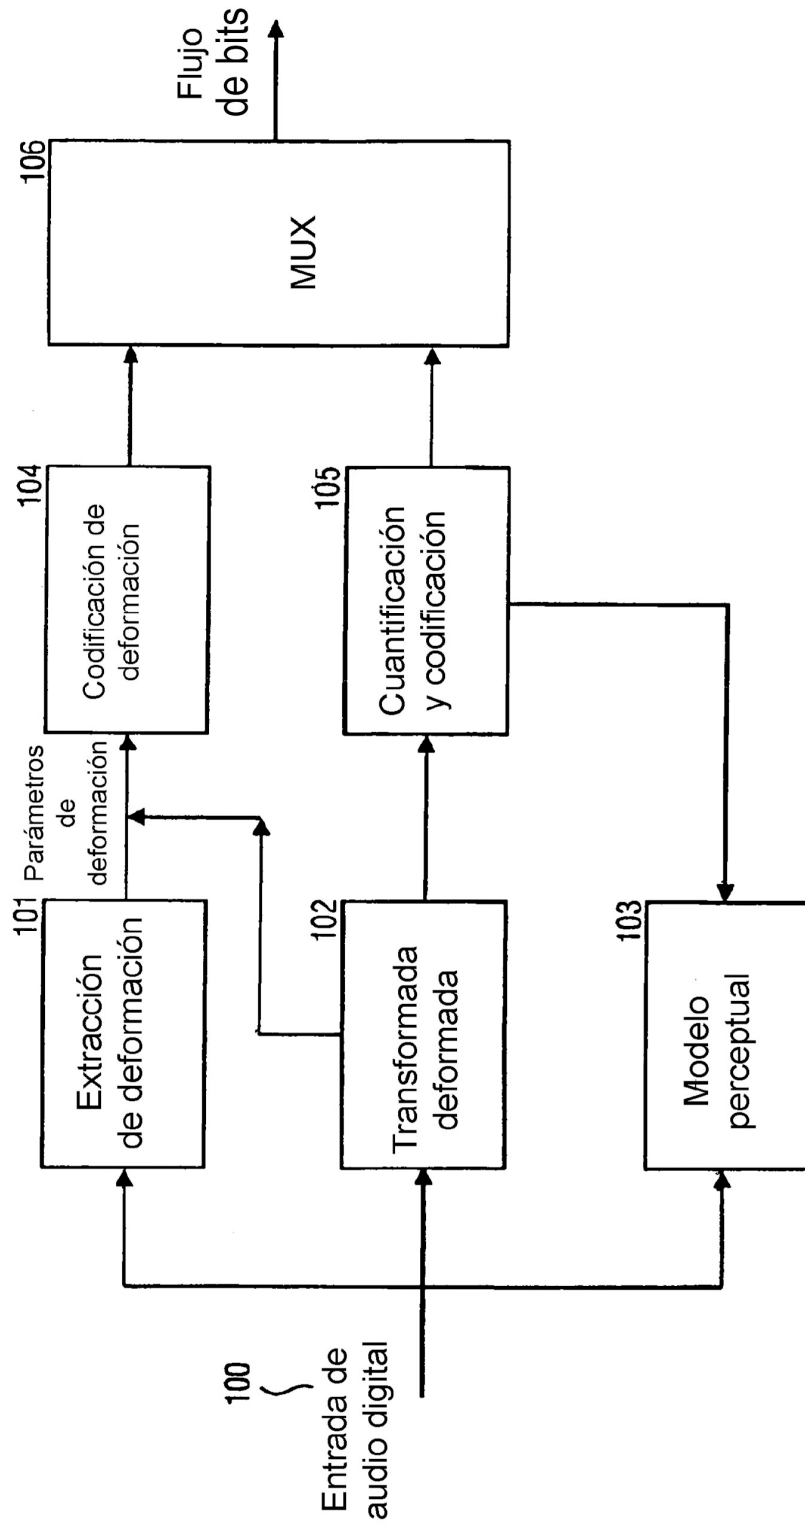 100
Entrada de
audio digital
101
Extracción
de deformación
Parámetros
de
deformación
102
Transformada
deformada
103
Modelo
perceptual
104
Codificación de
deformación
105
Cuantificación
y codificación
106
MUX
Flujo
de bits